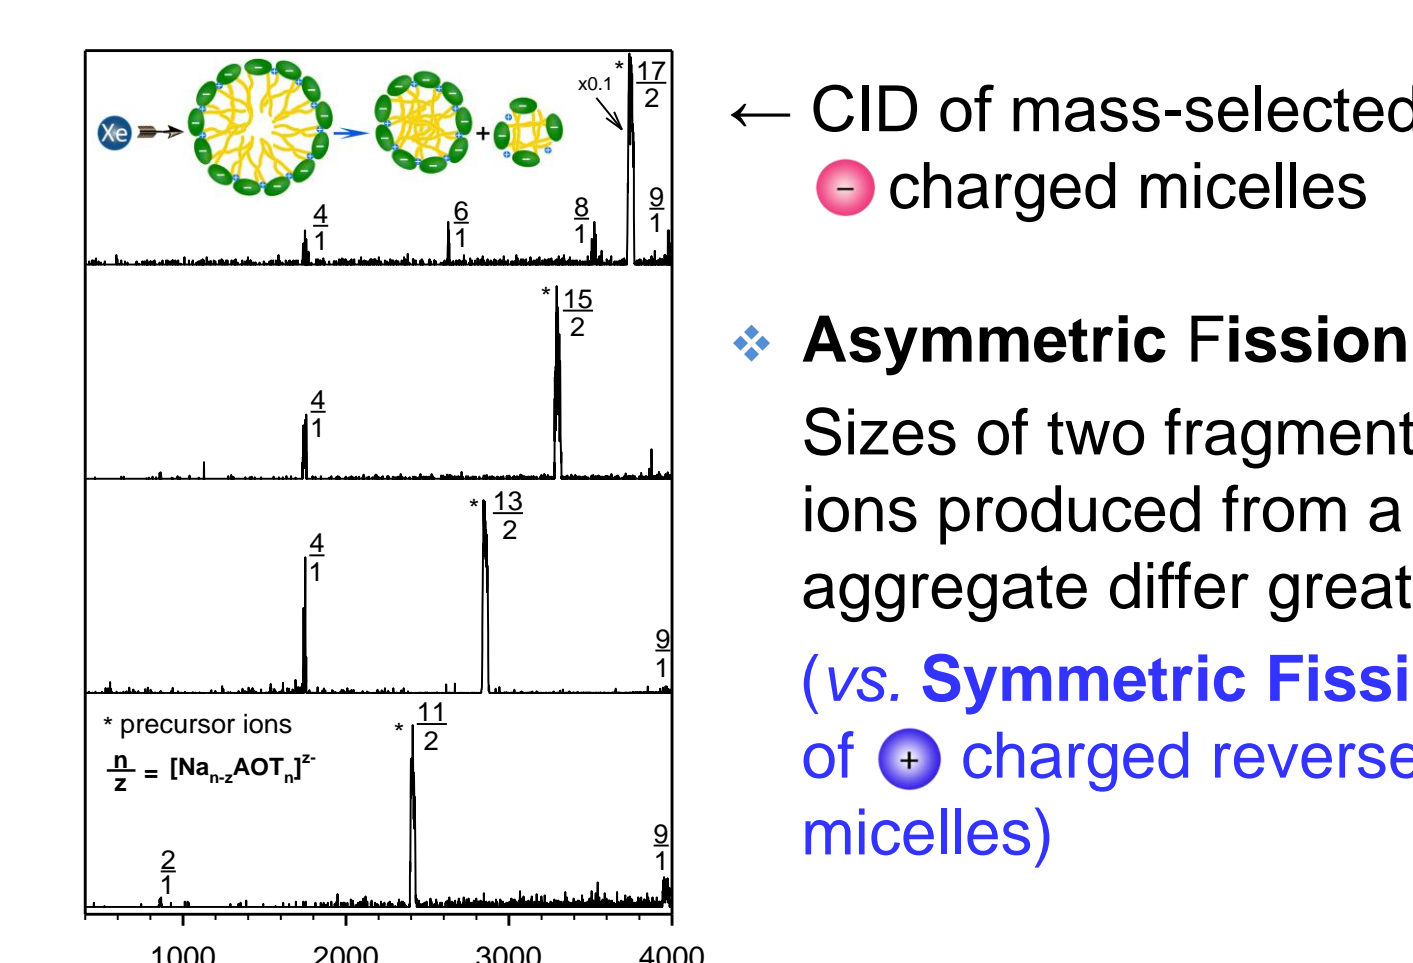 Xe
+
x0.1
* 17
2
4
1
6
1
8
1
9
1
* 15
2
4
1
* 13
2
4
1
9
1
* precursor ions
n
z = [Na n-z AOT n ] z-
* 11
2
2
1
9
1
1000 2000 3000 4000
← CID of mass-selected
- charged micelles
❖ Asymmetric Fission
Sizes of two fragment
ions produced from a
aggregate differ great
(vs. Symmetric Fissi
of + charged reverse
micelles)